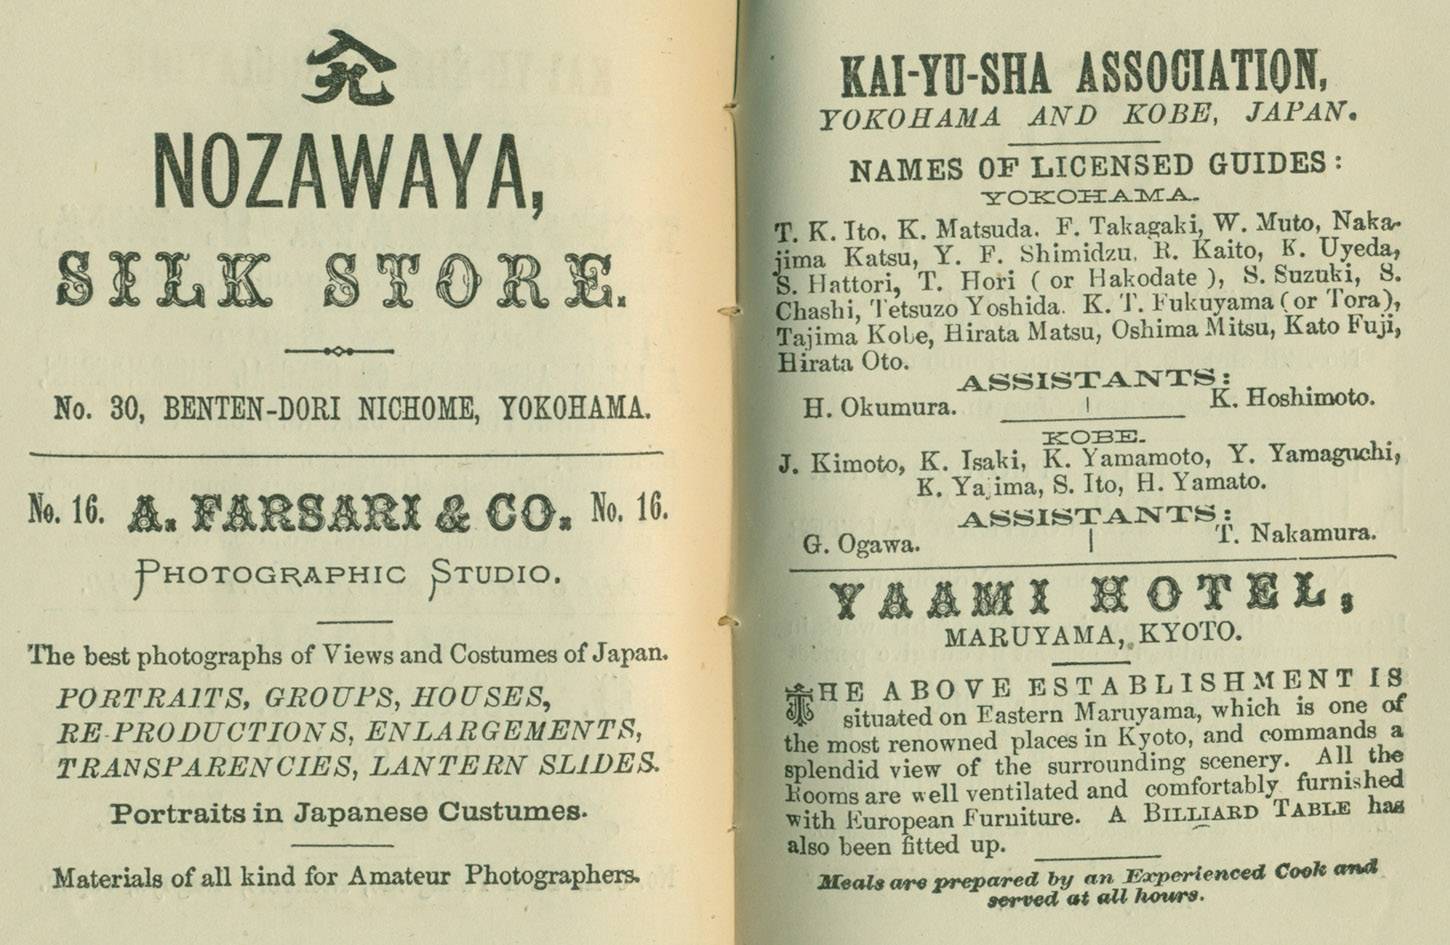 NOZAWAYA,
SILK STORE.
No. 30, BENTEN-DORI NICHOME, YOKOHAMA.
No. 16. A. FARSARI & CO. No. 16.
PHOTOGRAPHIC STUDIO.
The best photographs of Views and Costumes of Japan.
PORTRAITS, GROUPS, HOUSES,
RE-PRODUCTIONS, ENLARGEMENTS,
TRANSPARENCIES, LANTERN SLIDES.
Portraits in Japanese Custumes.
Materials of all kind for Amateur Photographers.
KAI-YU-SHA ASSOCIATION,
YOKOHAMA AND KOBE, JAPAN.
NAMES OF LICENSED GUIDES:
YOKOHAMA.
T. K. Ito. K. Matsuda. F. Takagaki, W. Muto, Naka-
jima Katsu, Y. F. Shimidzu. R. Kaito, K. Uyeda,
S. Hattori, T. Hori ( or Hakodate ), S. Suzuki, S.
Chashi, Tetsuzo Yoshida. K. T. Fukuyama (or Tora),
Tajima Kobe, Hirata Matsu, Oshima Mitsu, Kato Fuji,
Hirata Oto.
ASSISTANTS:
H. Okumura. K. Hoshimoto.
KOBE.
J. Kimoto, K. Isaki, K. Yamamoto, Y. Yamaguchi,
K. Yajima, S. Ito, H. Yamato.
ASSISTANTS:
G. Ogawa. T. Nakamura.
YAAMI HOTEL,
MARUYAMA, KYOTO.
THE ABOVE ESTABLISHMENT IS
situated on Eastern Maruyama, which is one of
the most renowned places in Kyoto, and commands a
splendid view of the surrounding scenery. All the
Rooms are well ventilated and comfortably furnished
with European Furniture. A BILLIARD TABLE has
also been fitted up.
Meals are prepared by an Experienced Cook and
served at all hours.